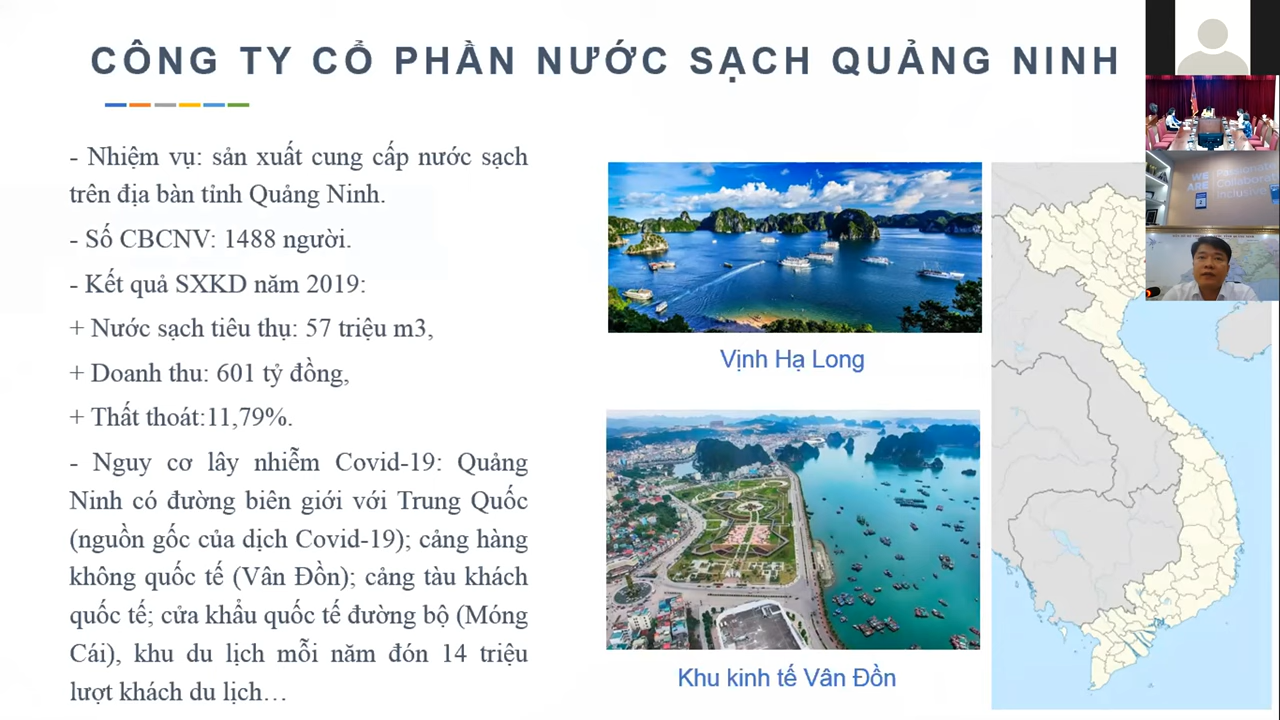 CÔNG TY CỔ PHẦN NƯỚC SẠCH QUẢNG NINH
- Nhiệm vụ: sản xuất cung cấp nước sạch
trên địa bàn tỉnh Quảng Ninh.
- Số CBCNV: 1488 người.
- Kết quả SXKD năm 2019:
+ Nước sạch tiêu thụ: 57 triệu m3,
+ Doanh thu: 601 tỷ đồng,
+ Thất thoát:11,79%.
- Nguy cơ lây nhiễm Covid-19: Quảng
Ninh có đường biên giới với Trung Quốc
(nguồn gốc của dịch Covid-19); cảng hàng
không quốc tế (Vân Đồn); cảng tàu khách
quốc tế; cửa khẩu quốc tế đường bộ (Móng
Cái), khu du lịch mỗi năm đón 14 triệu
lượt khách du lịch…
Vịnh Hạ Long
Khu kinh tế Vân Đồn
WE
ARE